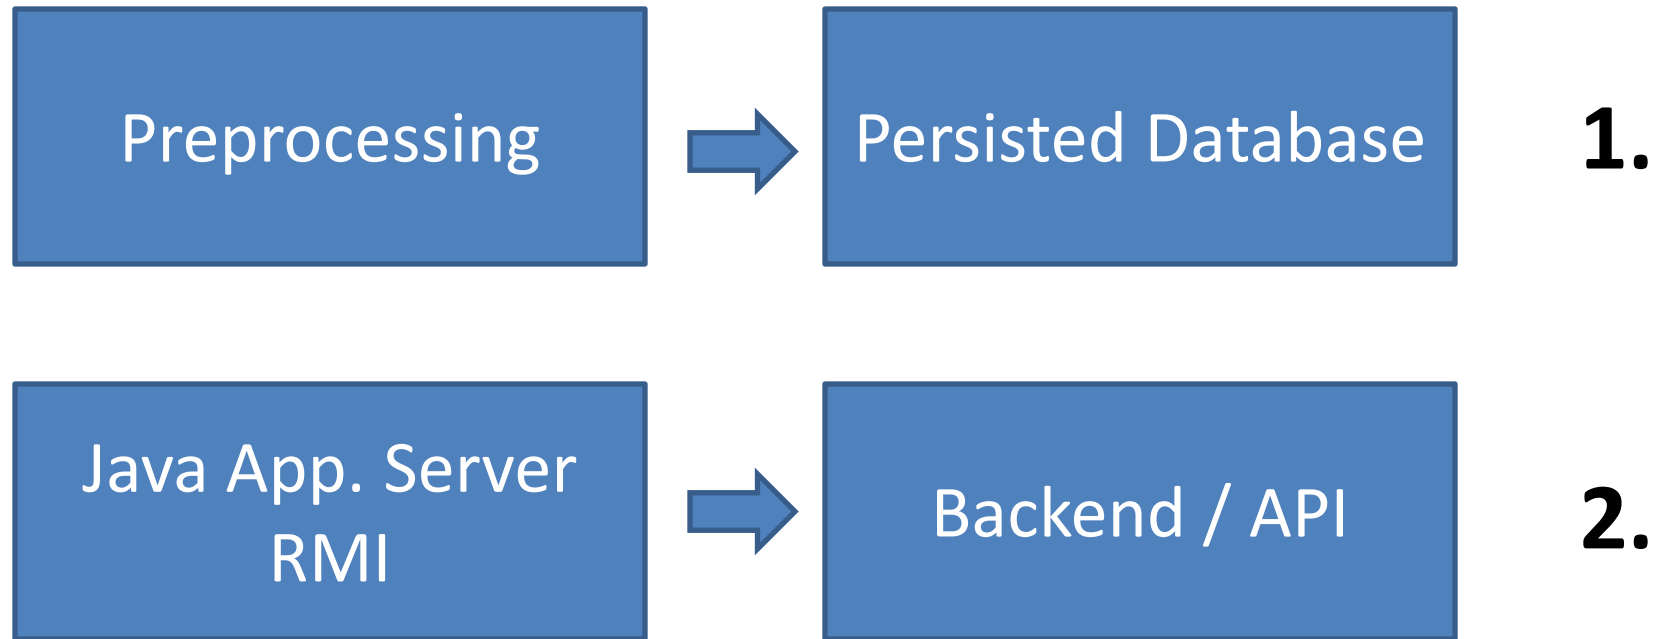 Preprocessing
Persisted Database
1.
Java App. Server
RMI
Backend / API
2.